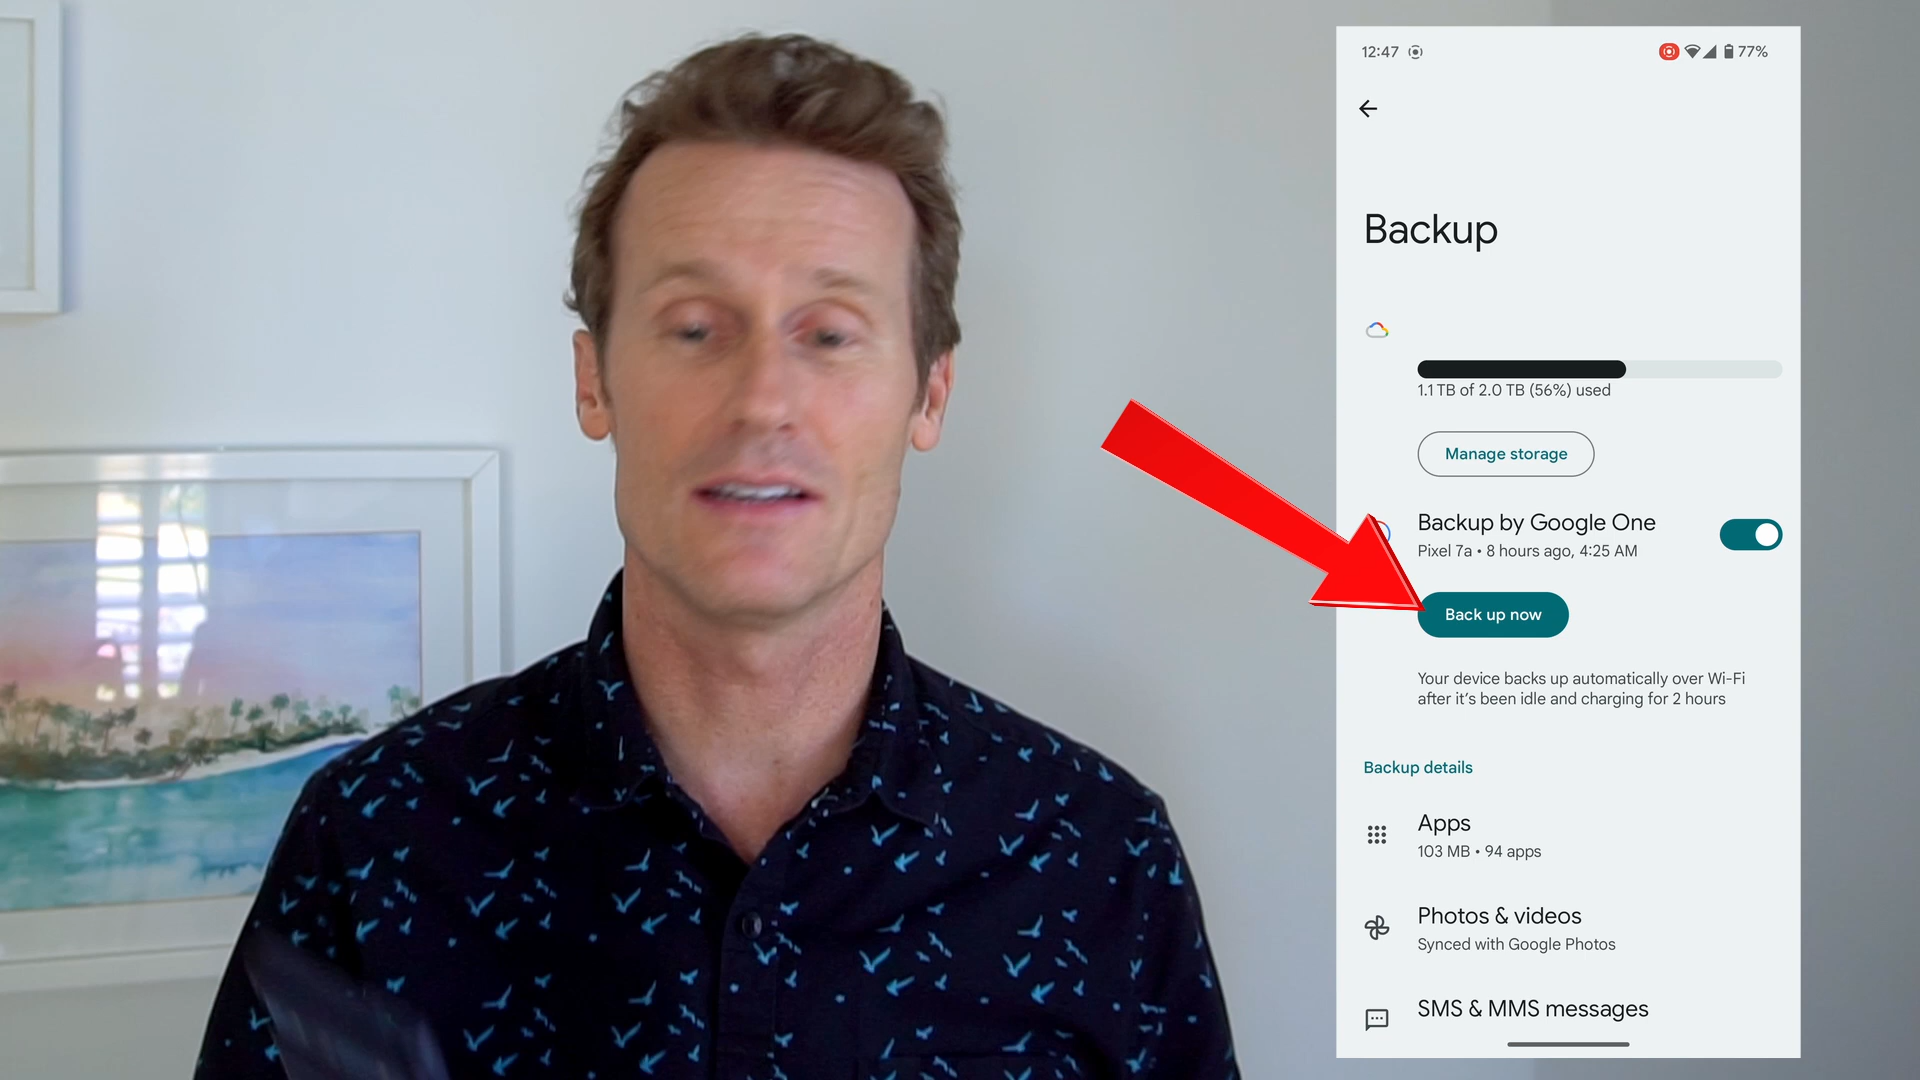 12:47
77%
Backup
1.1 TB of 2.0 TB (56%) used
Manage storage
Backup by Google One
Pixel 7a • 8 hours ago, 4:25 AM
Back up now
Your device backs up automatically over Wi-Fi
after it's been idle and charging for 2 hours
Backup details
Apps
103 MB • 94 apps
Photos & videos
Synced with Google Photos
SMS & MMS messages